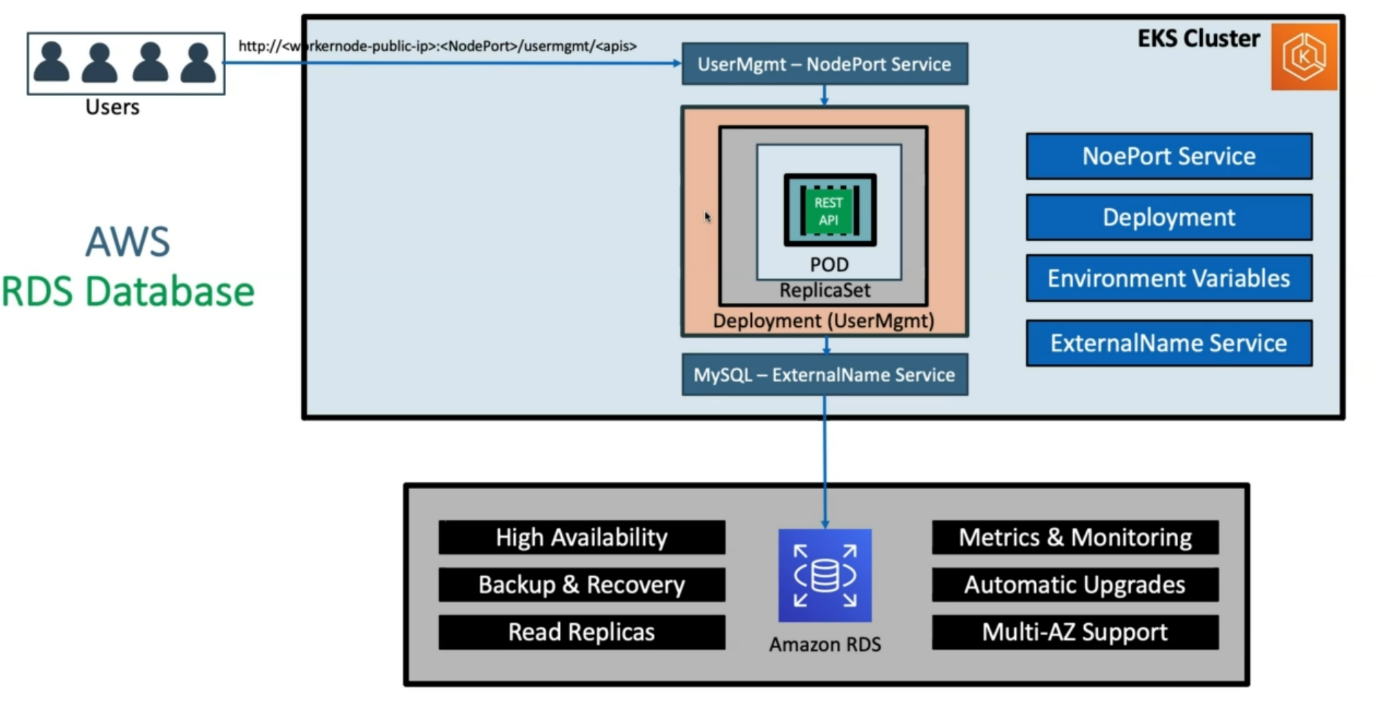 http://<workernode-public-ip>:<NodePort>/usermgmt/<apis>
Users
EKS Cluster
K
UserMgmt – NodePort Service
REST
API
POD
ReplicaSet
Deployment (UserMgmt)
MySQL – ExternalName Service
NoePort Service
Deployment
Environment Variables
ExternalName Service
AWS
RDS Database
High Availability
Backup & Recovery
Read Replicas
Amazon RDS
Metrics & Monitoring
Automatic Upgrades
Multi-AZ Support